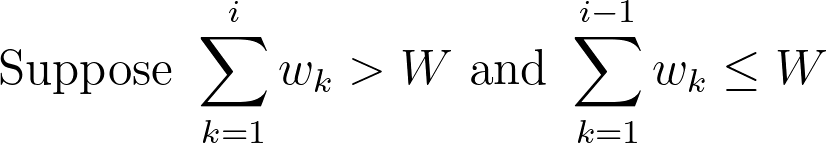 Suppose $\sum_{k=1}^{i} w_k > W$ and $\sum_{k=1}^{i-1} w_k \leq W$